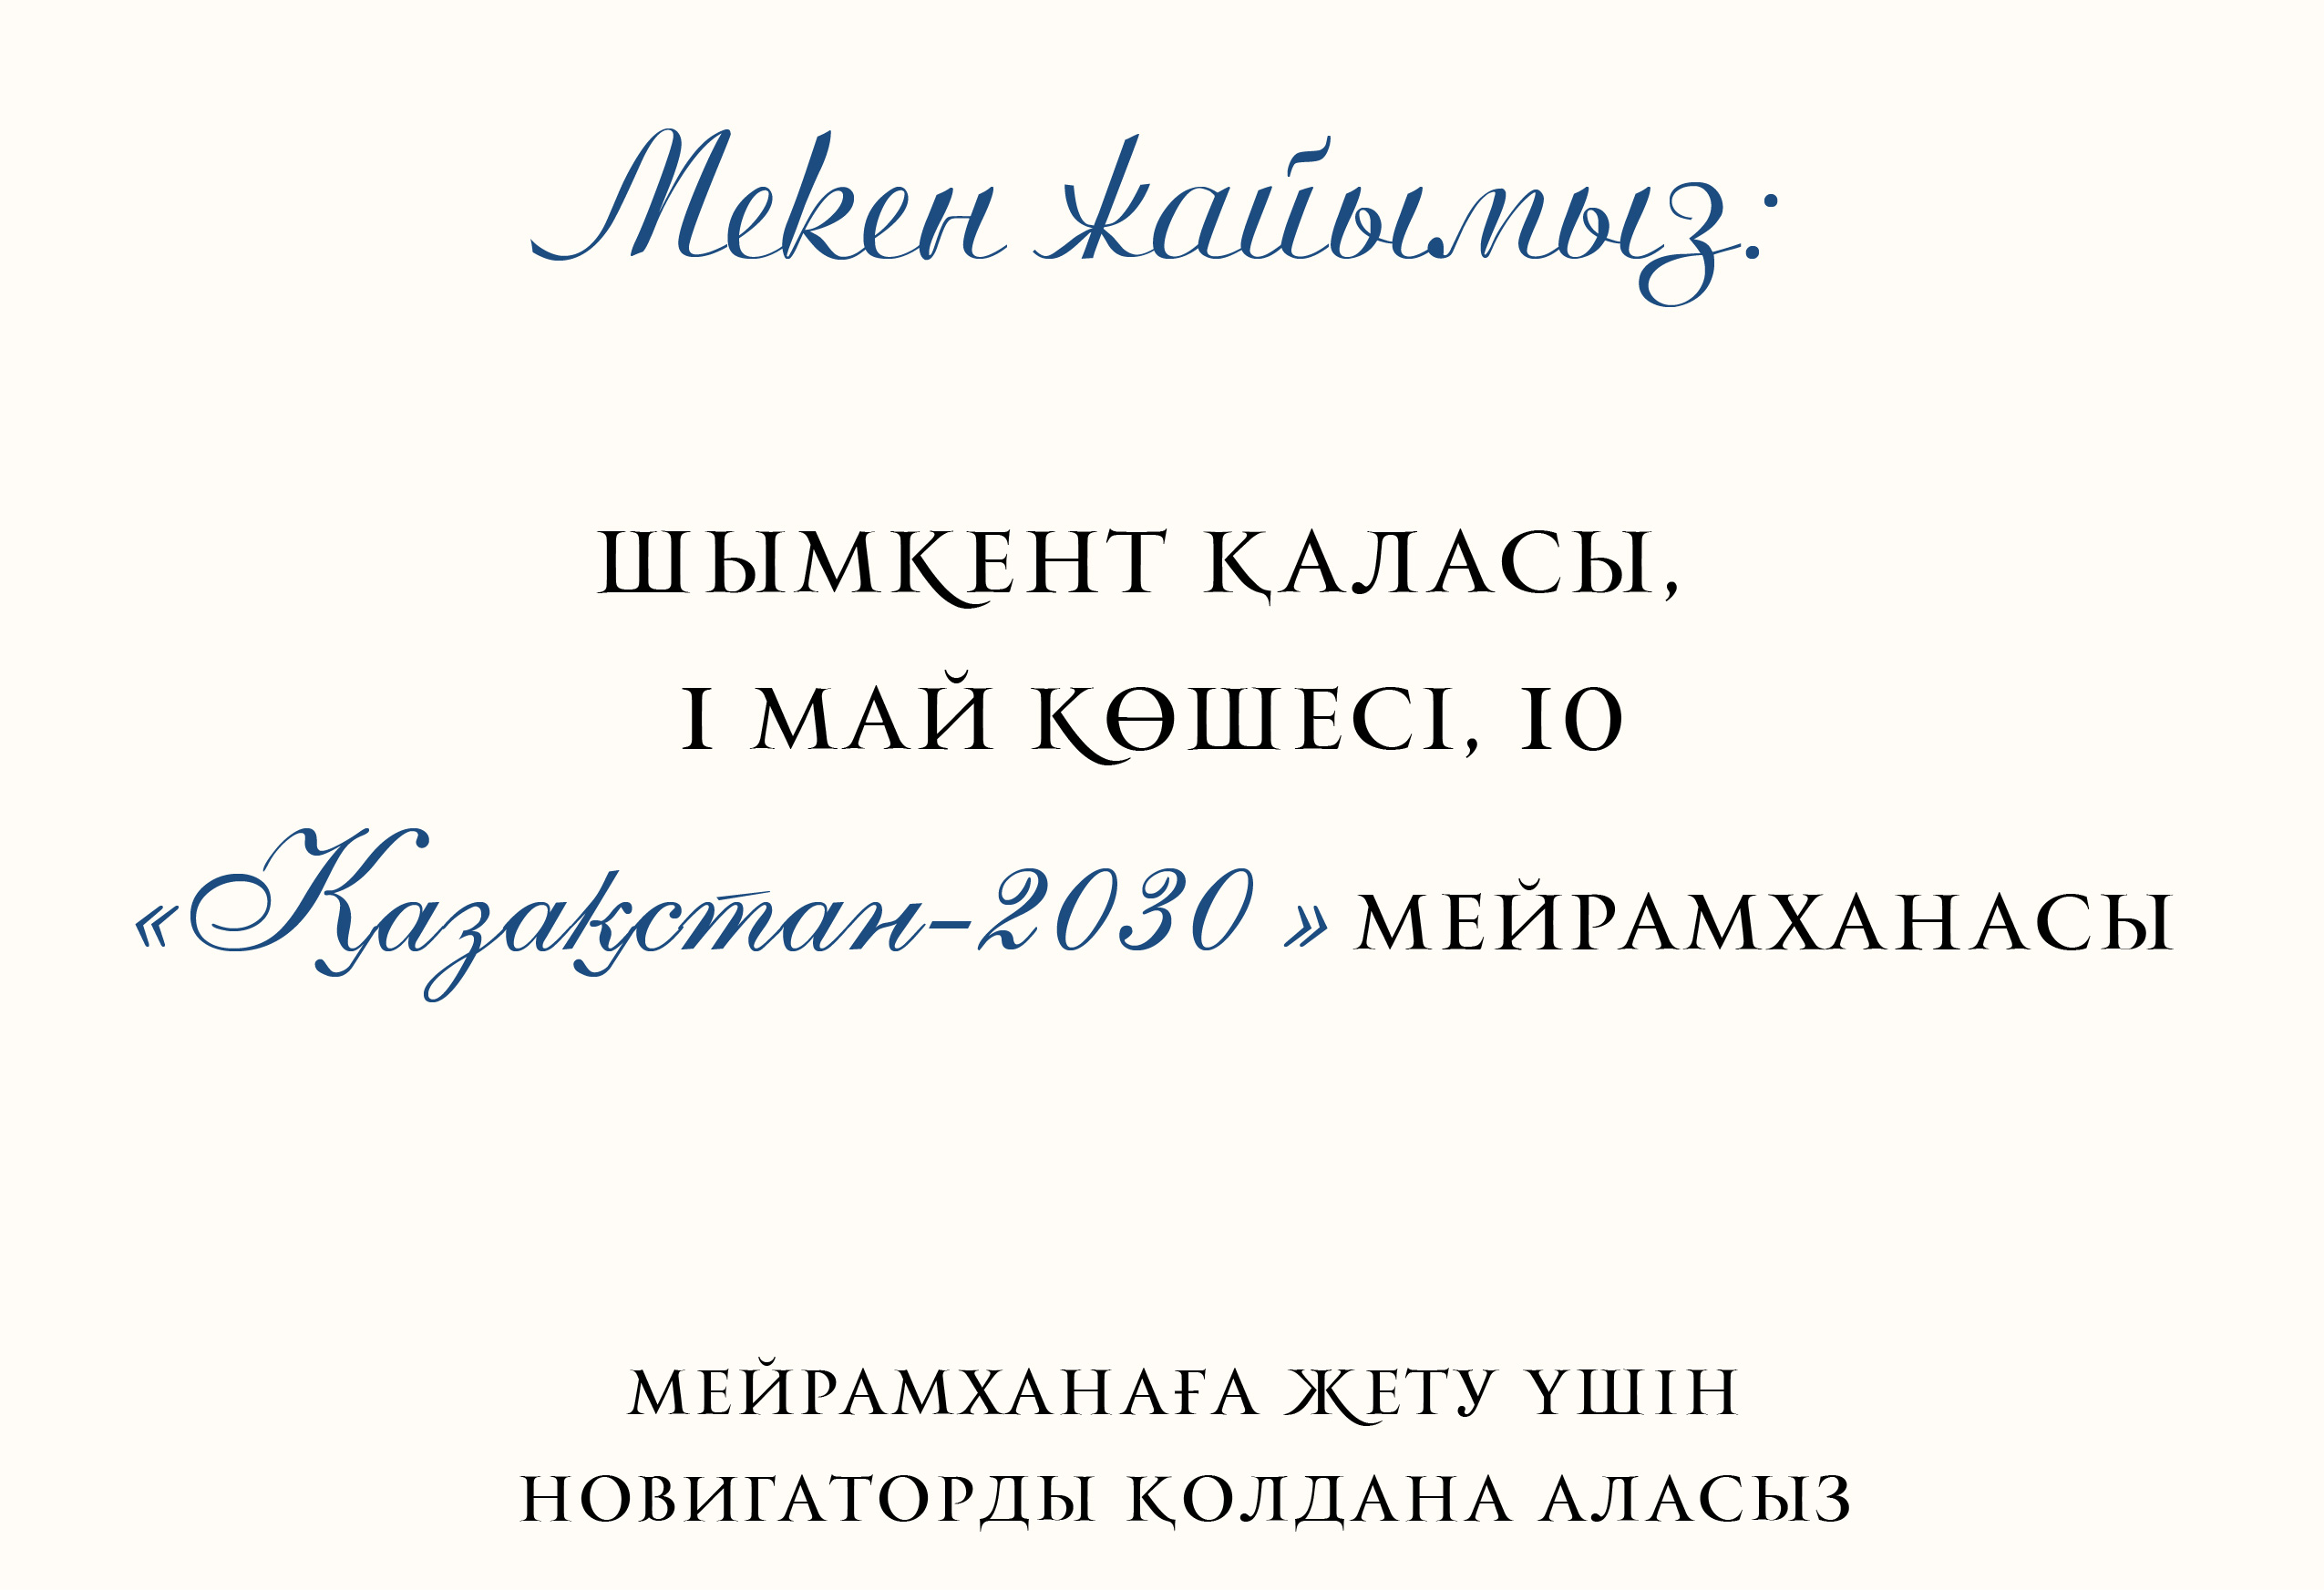 Мекен жайымыз:
ШЫМКЕНТ ҚАЛАСЫ,
1 МАЙ КӨШЕСІ, 10
«Қазақстан-2030» МЕЙРАМХАНАСЫ
МЕЙРАМХАНАҒА ЖЕТУ ҮШІН
НОВИГАТОРДЫ ҚОЛДАНА АЛАСЫЗ